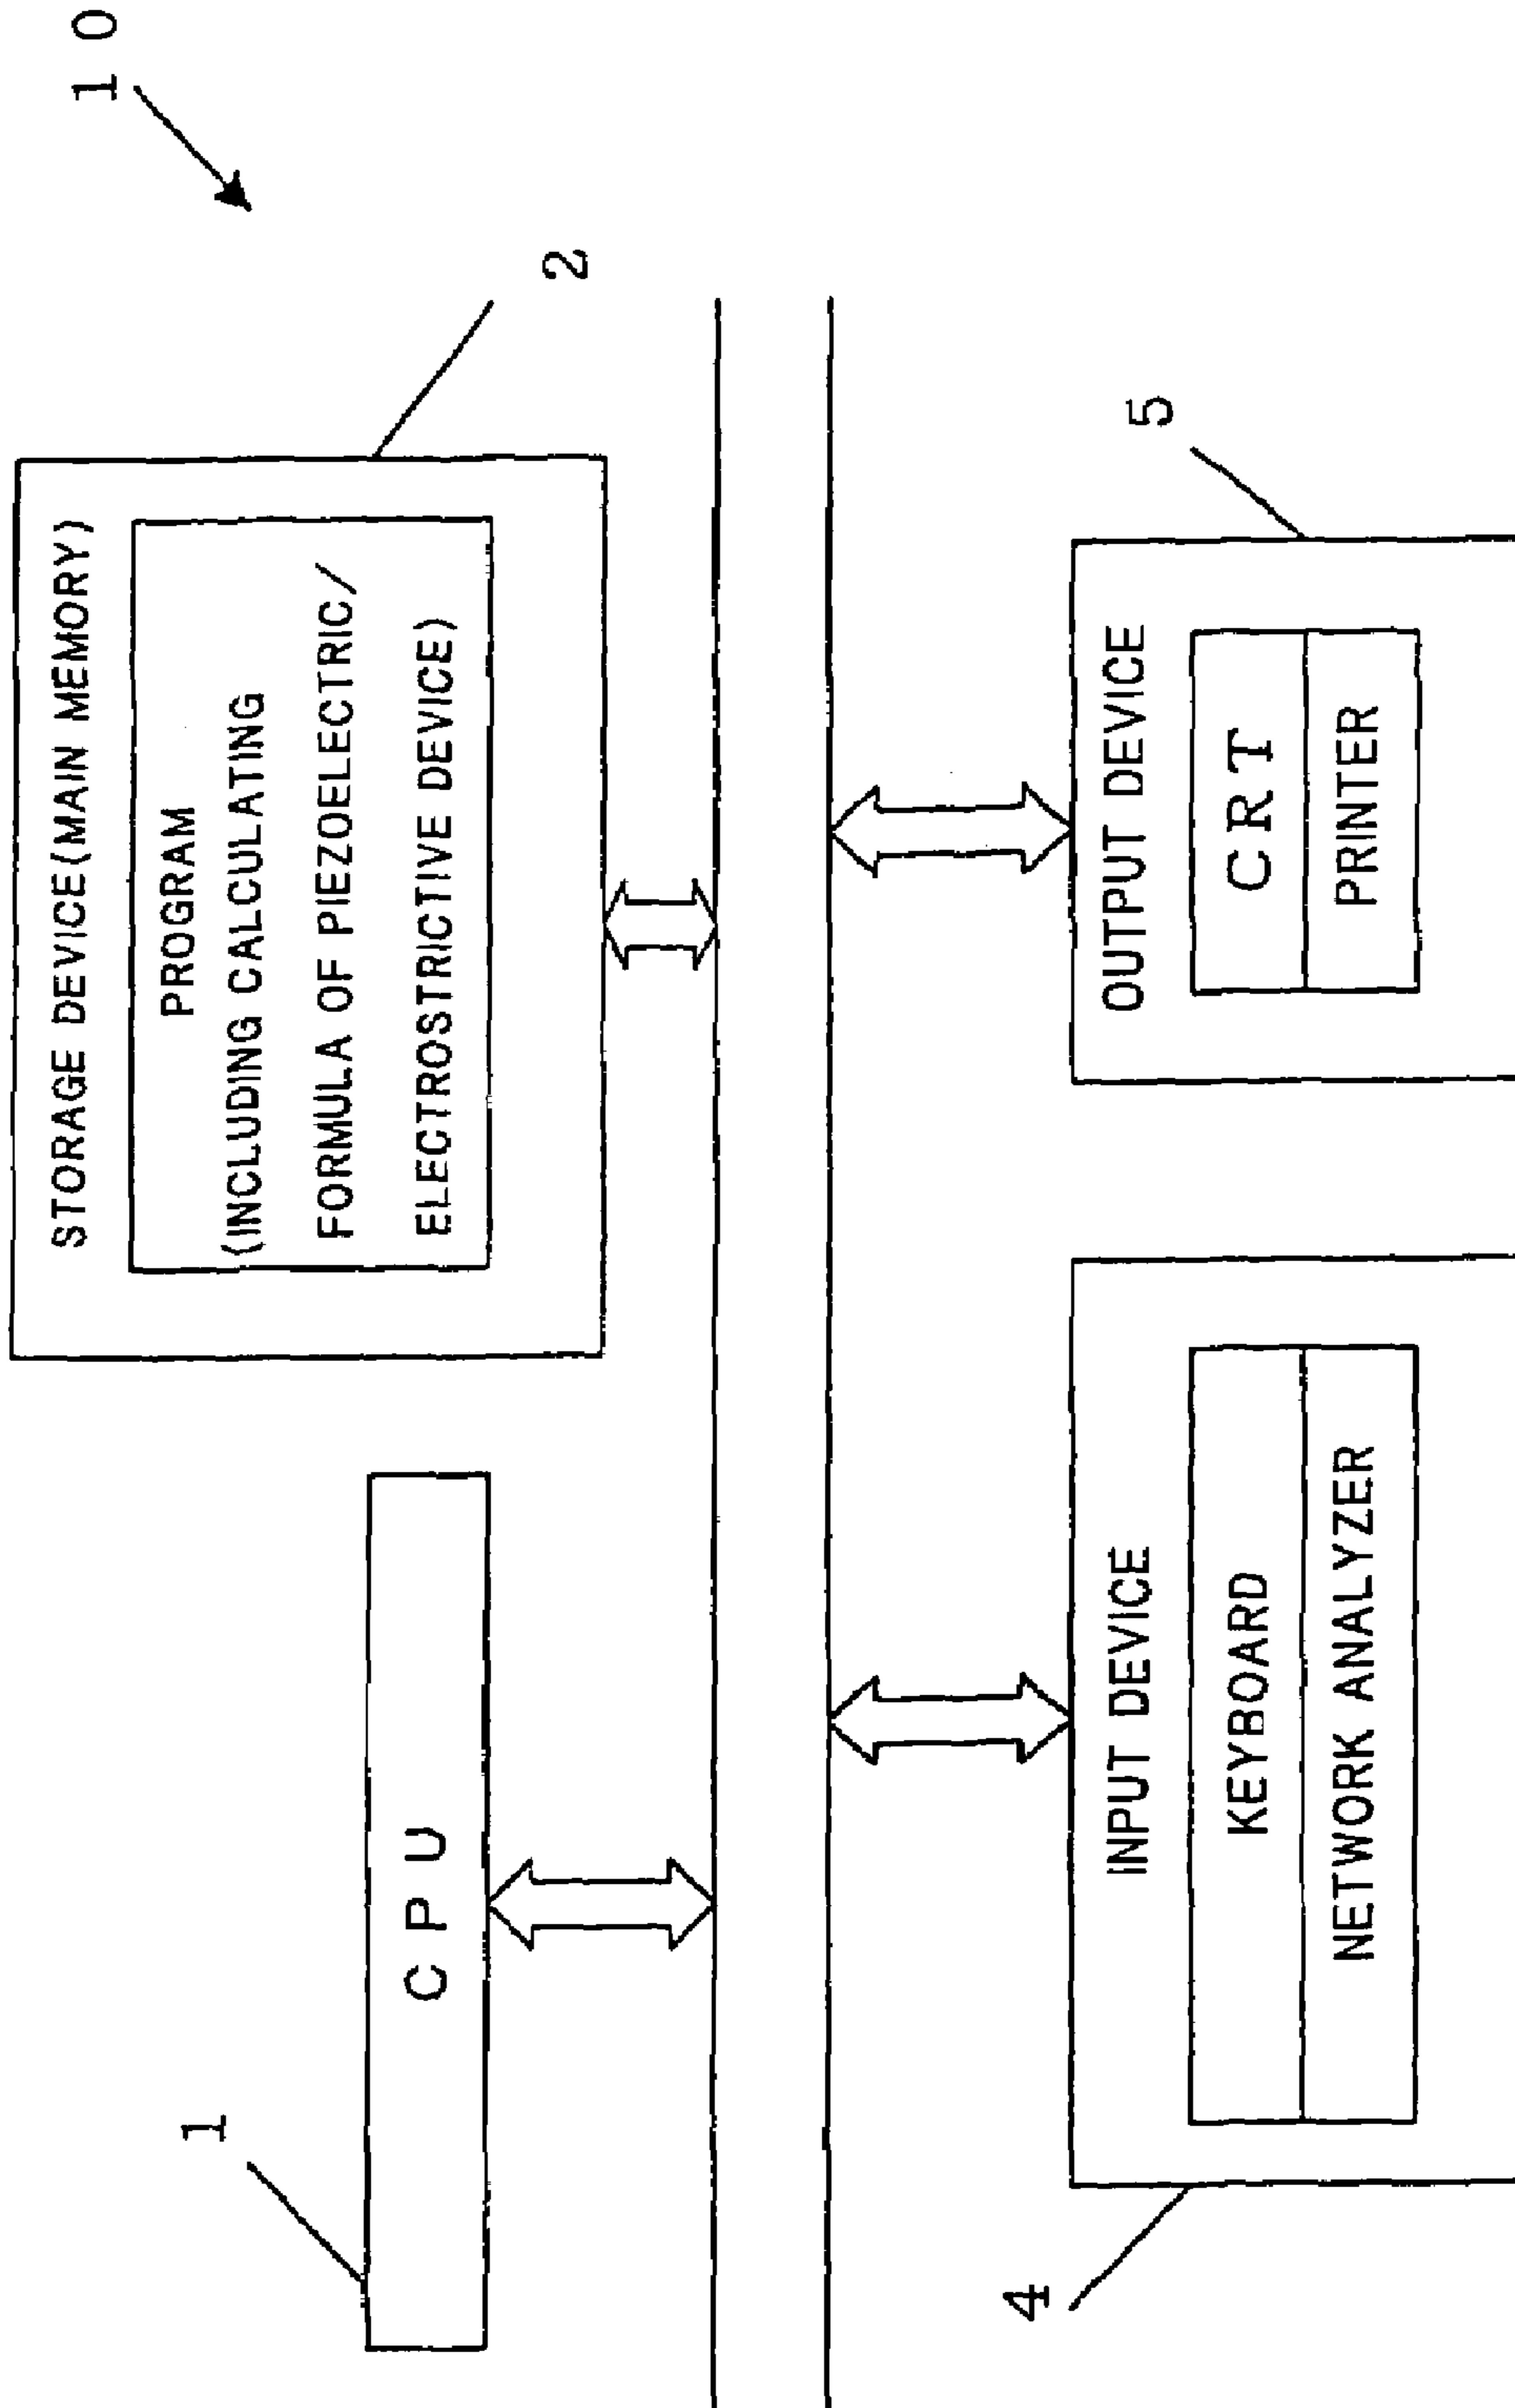 10
1
CPU
2
STORAGE DEVICE(MAIN MEMORY)
PROGRAM
(INCLUDING CALCULATING
FORMULA OF PIEZOELECTRIC/
ELECTROSTRICTIVE DEVICE)
4
INPUT DEVICE
KEYBOARD
NETWORK ANALYZER
5
OUTPUT DEVICE
CRT
PRINTER